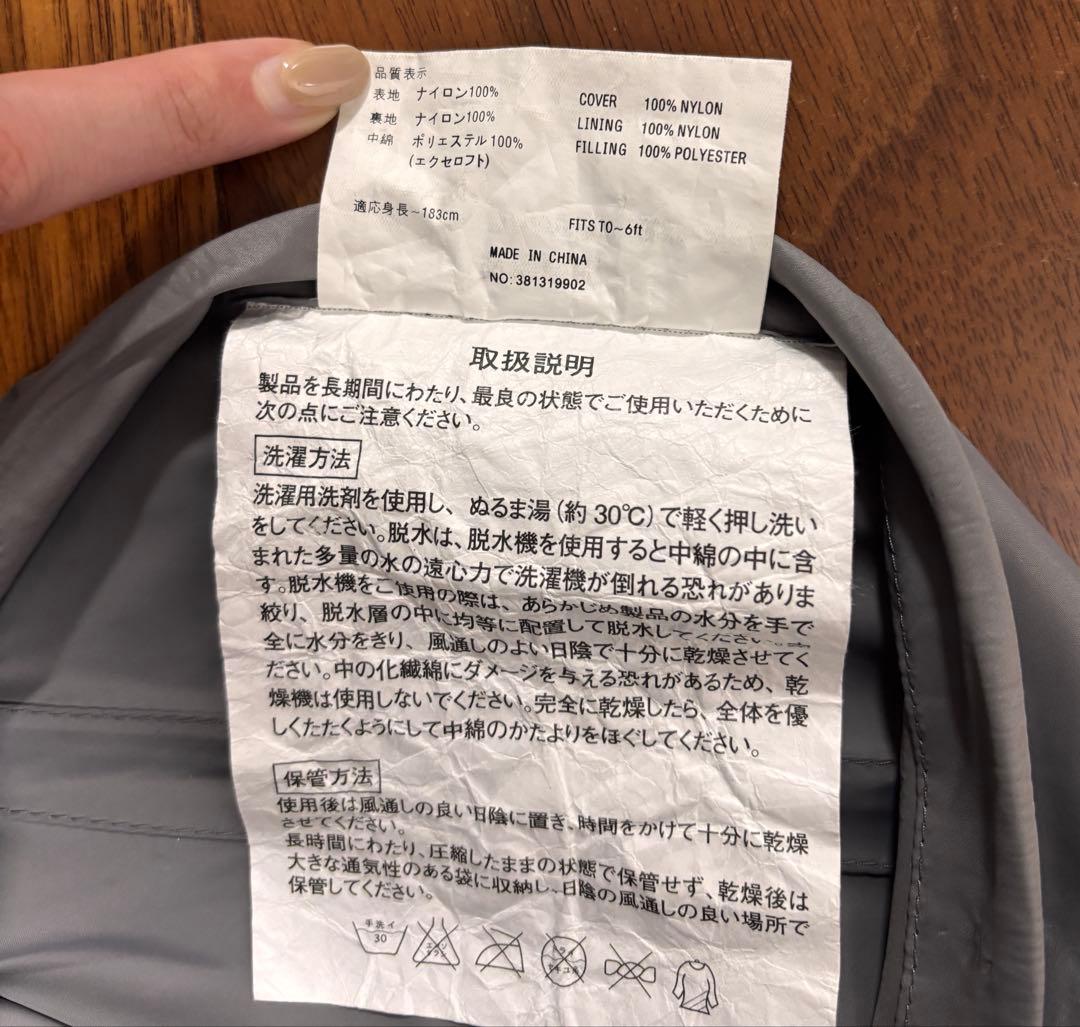 品質表示
表地 ナイロン100%
裏地 ナイロン100%
中綿 ポリエステル100%
(エクセロフト)
COVER 100% NYLON
LINING 100% NYLON
FILLING 100% POLYESTER
適応身長~183cm
FITS TO~6ft
MADE IN CHINA
NO:381319902
取扱説明
製品を長期間にわたり、最良の状態でご使用いただくために
次の点にご注意ください。
洗濯方法
洗濯用洗剤を使用し、ぬるま湯(約30℃)で軽く押し洗い
をしてください。脱水は、脱水機を使用すると中綿の中に含
まれた多量の水の遠心力で洗濯機が倒れる恐れがありま
す。脱水機をご使用の際は、あらかじめ製品の水分を手で
絞り、脱水層の中に均等に配置して脱水してください。完
全に水分をきり、風通しのよい日陰で十分に乾燥させてく
ださい。中の化繊綿にダメージを与える恐れがあるため、乾
燥機は使用しないでください。完全に乾燥したら、全体を優
しくたたくようにして中綿のかたよりをほぐしてください。
保管方法
使用後は風通しの良い日陰に置き、時間をかけて十分に乾燥
させてください。
長時間にわたり、圧縮したままの状態で保管せず、乾燥後は
大きな通気性のある袋に収納し、日陰の風通しの良い場所で
保管してください。
手洗イ
30
エンソ
サラシ
ドライ